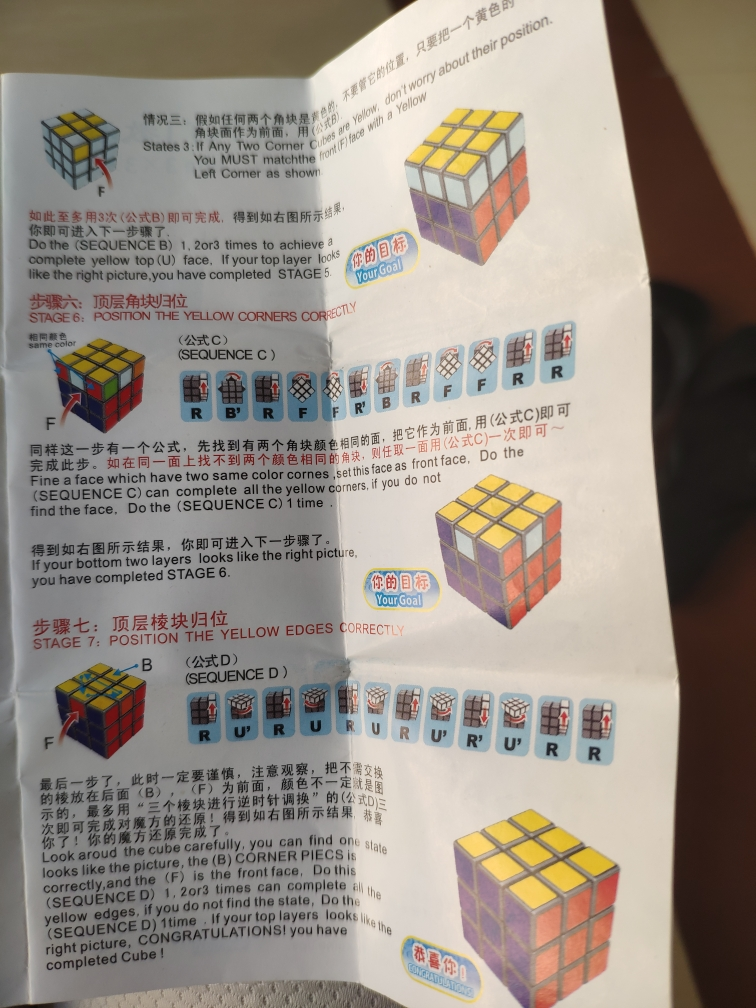 情况三：假如任何两个角块是黄色的，不要管它的位置，只要把一个黄色的
角块面作为前面，用(公式B)。
States 3:If Any Two Corner Cubes are Yellow, don't worry about their position.
You MUST matchthe front(F)face with a Yellow
Left Corner as shown
F
如此至多用3次(公式B)即可完成，得到如右图所示结果，
你即可进入下一步骤了.
Do the (SEQUENCE B) 1, 2or3 times to achieve a
complete yellow top(U) face, If your top layer looks
like the right picture,you have completed STAGE 5.
你的目标
Your Goal
步骤六：顶层角块归位
STAGE 6: POSITION THE YELLOW CORNERS CORRECTLY
相同颜色
same color
F
(公式C)
(SEQUENCE C )
R B' R F F R' B R F F R R
同样这一步有一个公式，先找到有两个角块颜色相同的面，把它作为前面,用(公式C)即可
完成此步。如在同一面上找不到两个颜色相同的角块，则任取一面用(公式C)一次即可～
Fine a face which have two same color cornes ,set this face as front face, Do the
(SEQUENCE C) can complete all the yellow corners, if you do not
find the face, Do the (SEQUENCE C) 1 time .
得到如右图所示结果，你即可进入下一步骤了。
If your bottom two layers looks like the right picture,
you have completed STAGE 6.
你的目标
Your Goal
步骤七：顶层棱块归位
STAGE 7: POSITION THE YELLOW EDGES CORRECTLY
B
F
(公式D)
(SEQUENCE D )
R U' R U R U R U' R' U' R R
最后一步了，此时一定要谨慎，注意观察，把不需交换
的棱放在后面 (B)，(F) 为前面，颜色不一定就是图
示的，最多用“三个棱块进行逆时针调换”的(公式D)三
次即可完成对魔方的还原！得到如右图所示结果，恭喜
你了！你的魔方还原完成了。
Look aroud the cube carefully, you can find one state
looks like the picture, the (B) CORNER PIECS is
correctly,and the (F) is the front face, Do this
(SEQUENCE D) 1, 2or3 times can complete all the
yellow edges, if you do not find the state, Do the
(SEQUENCE D) 1time . If your top layers looks like the
right picture, CONGRATULATIONS! you have
completed Cube !
恭喜你！
CONGRATULATIONS!